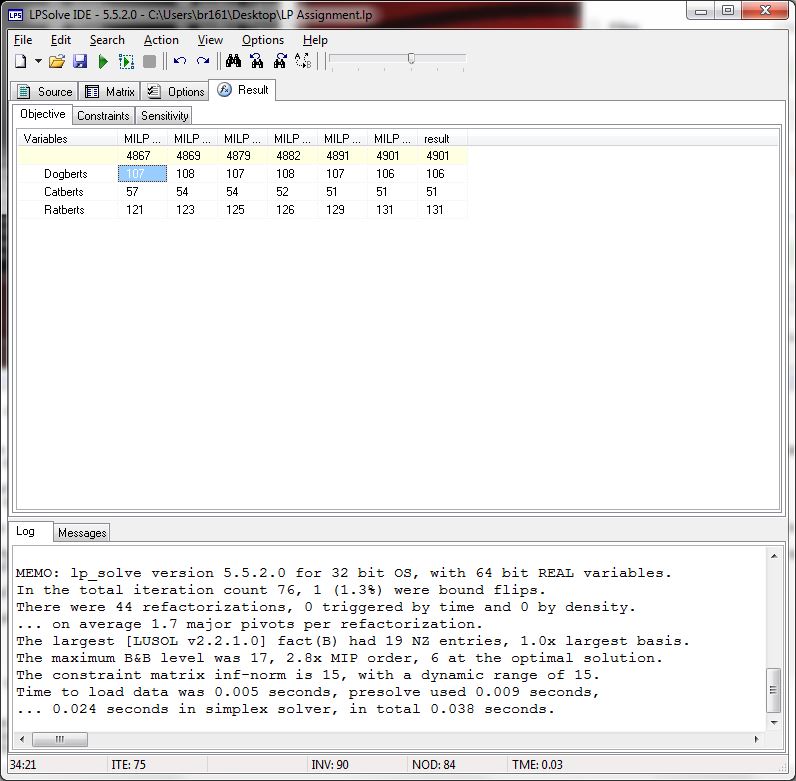 LPS LPSolve IDE - 5.5.2.0 - C:\Users\br161\Desktop\LP Assignment.lp
File Edit Search Action View Options Help
Source Matrix Options Result
Objective Constraints Sensitivity
Variables MILP ... MILP ... MILP ... MILP ... MILP ... MILP ... result
4867 4869 4879 4882 4891 4901 4901
Dogberts 107 108 107 108 107 106 106
Catberts 57 54 54 52 51 51 51
Ratberts 121 123 125 126 129 131 131
Log Messages
MEMO: lp_solve version 5.5.2.0 for 32 bit OS, with 64 bit REAL variables.
In the total iteration count 76, 1 (1.3%) were bound flips.
There were 44 refactorizations, 0 triggered by time and 0 by density.
... on average 1.7 major pivots per refactorization.
The largest [LUSOL v2.2.1.0] fact(B) had 19 NZ entries, 1.0x largest basis.
The maximum B&B level was 17, 2.8x MIP order, 6 at the optimal solution.
The constraint matrix inf-norm is 15, with a dynamic range of 15.
Time to load data was 0.005 seconds, presolve used 0.009 seconds,
... 0.024 seconds in simplex solver, in total 0.038 seconds.
34:21 ITE: 75 INV: 90 NOD: 84 TME: 0.03